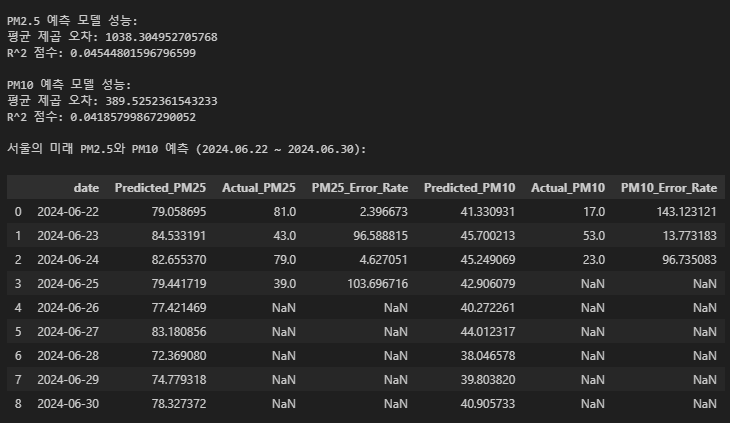 PM2.5 예측 모델 성능:
평균 제곱 오차: 1038.304952705768
R^2 점수: 0.04544801596796599
PM10 예측 모델 성능:
평균 제곱 오차: 389.5252361543233
R^2 점수: 0.04185799867290052
서울의 미래 PM2.5와 PM10 예측 (2024.06.22 ~ 2024.06.30):
date Predicted_PM25 Actual_PM25 PM25_Error_Rate Predicted_PM10 Actual_PM10 PM10_Error_Rate
0 2024-06-22 79.058695 81.0 2.396673 41.330931 17.0 143.123121
1 2024-06-23 84.533191 43.0 96.588815 45.700213 53.0 13.773183
2 2024-06-24 82.655370 79.0 4.627051 45.249069 23.0 96.735083
3 2024-06-25 79.441719 39.0 103.696716 42.906079 NaN NaN
4 2024-06-26 77.421469 NaN NaN 40.272261 NaN NaN
5 2024-06-27 83.180856 NaN NaN 44.012317 NaN NaN
6 2024-06-28 72.369080 NaN NaN 38.046578 NaN NaN
7 2024-06-29 74.779318 NaN NaN 39.803820 NaN NaN
8 2024-06-30 78.327372 NaN NaN 40.905733 NaN NaN